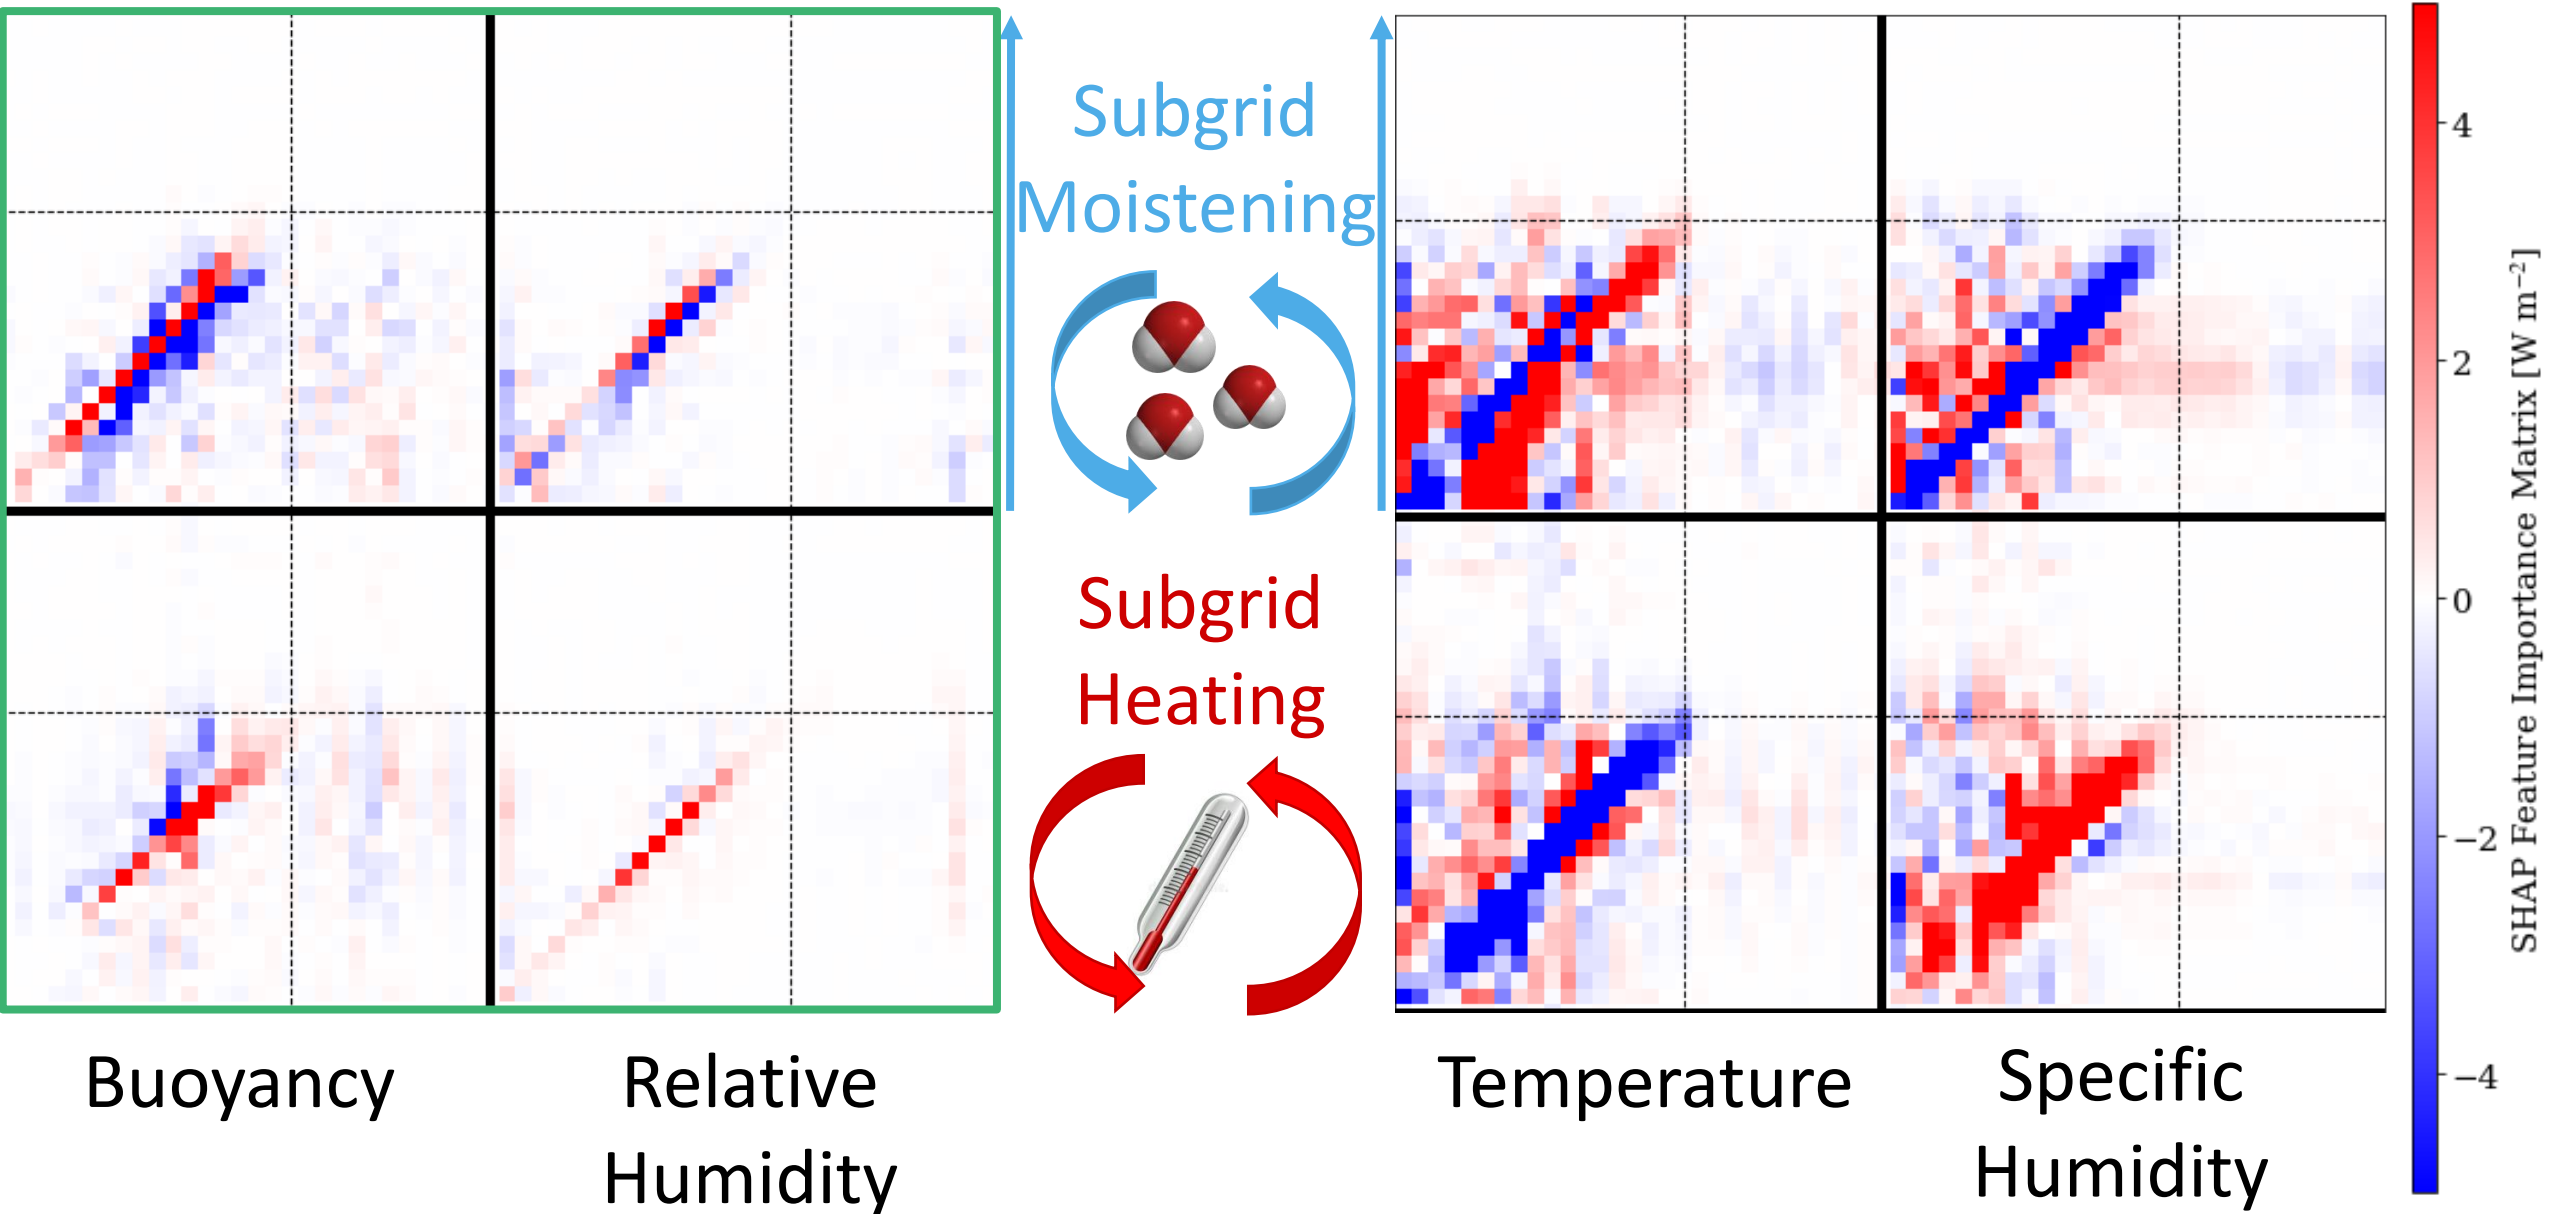 Subgrid
Moistening
Subgrid
Heating
Buoyancy
Relative
Humidity
Temperature
Specific
Humidity
4
2
0
−2
−4
SHAP Feature Importance Matrix [W m⁻²]